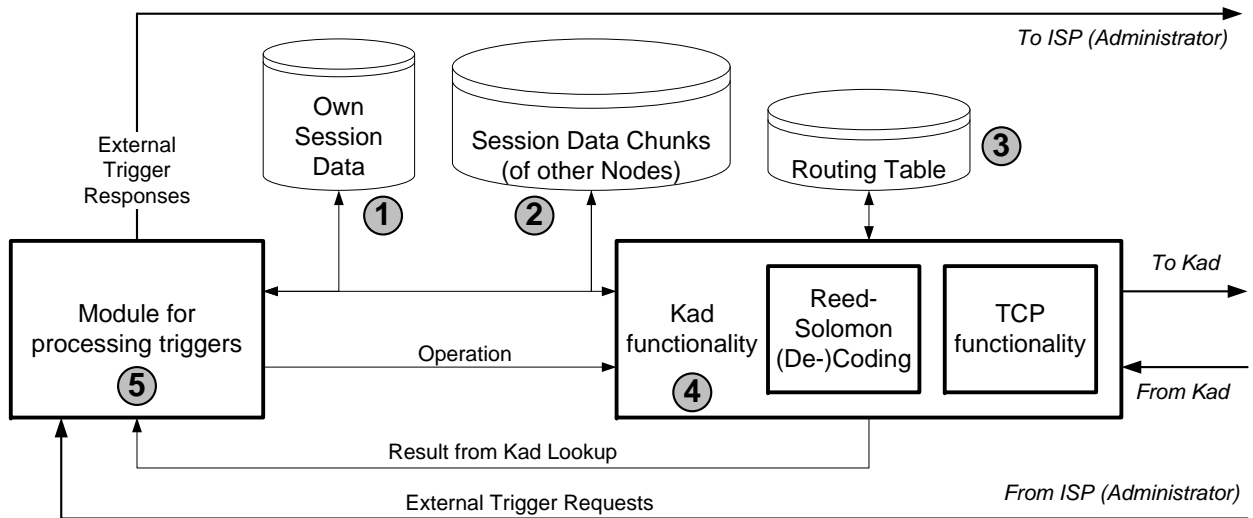 To ISP (Administrator)
Own
Session
Data
Session Data Chunks
(of other Nodes)
Routing Table
External
Trigger
Responses
1
2
3
To Kad
Module for
processing triggers
5
Operation
Kad
functionality
4
Reed-
Solomon
(De-)Coding
TCP
functionality
From Kad
Result from Kad Lookup
External Trigger Requests
From ISP (Administrator)